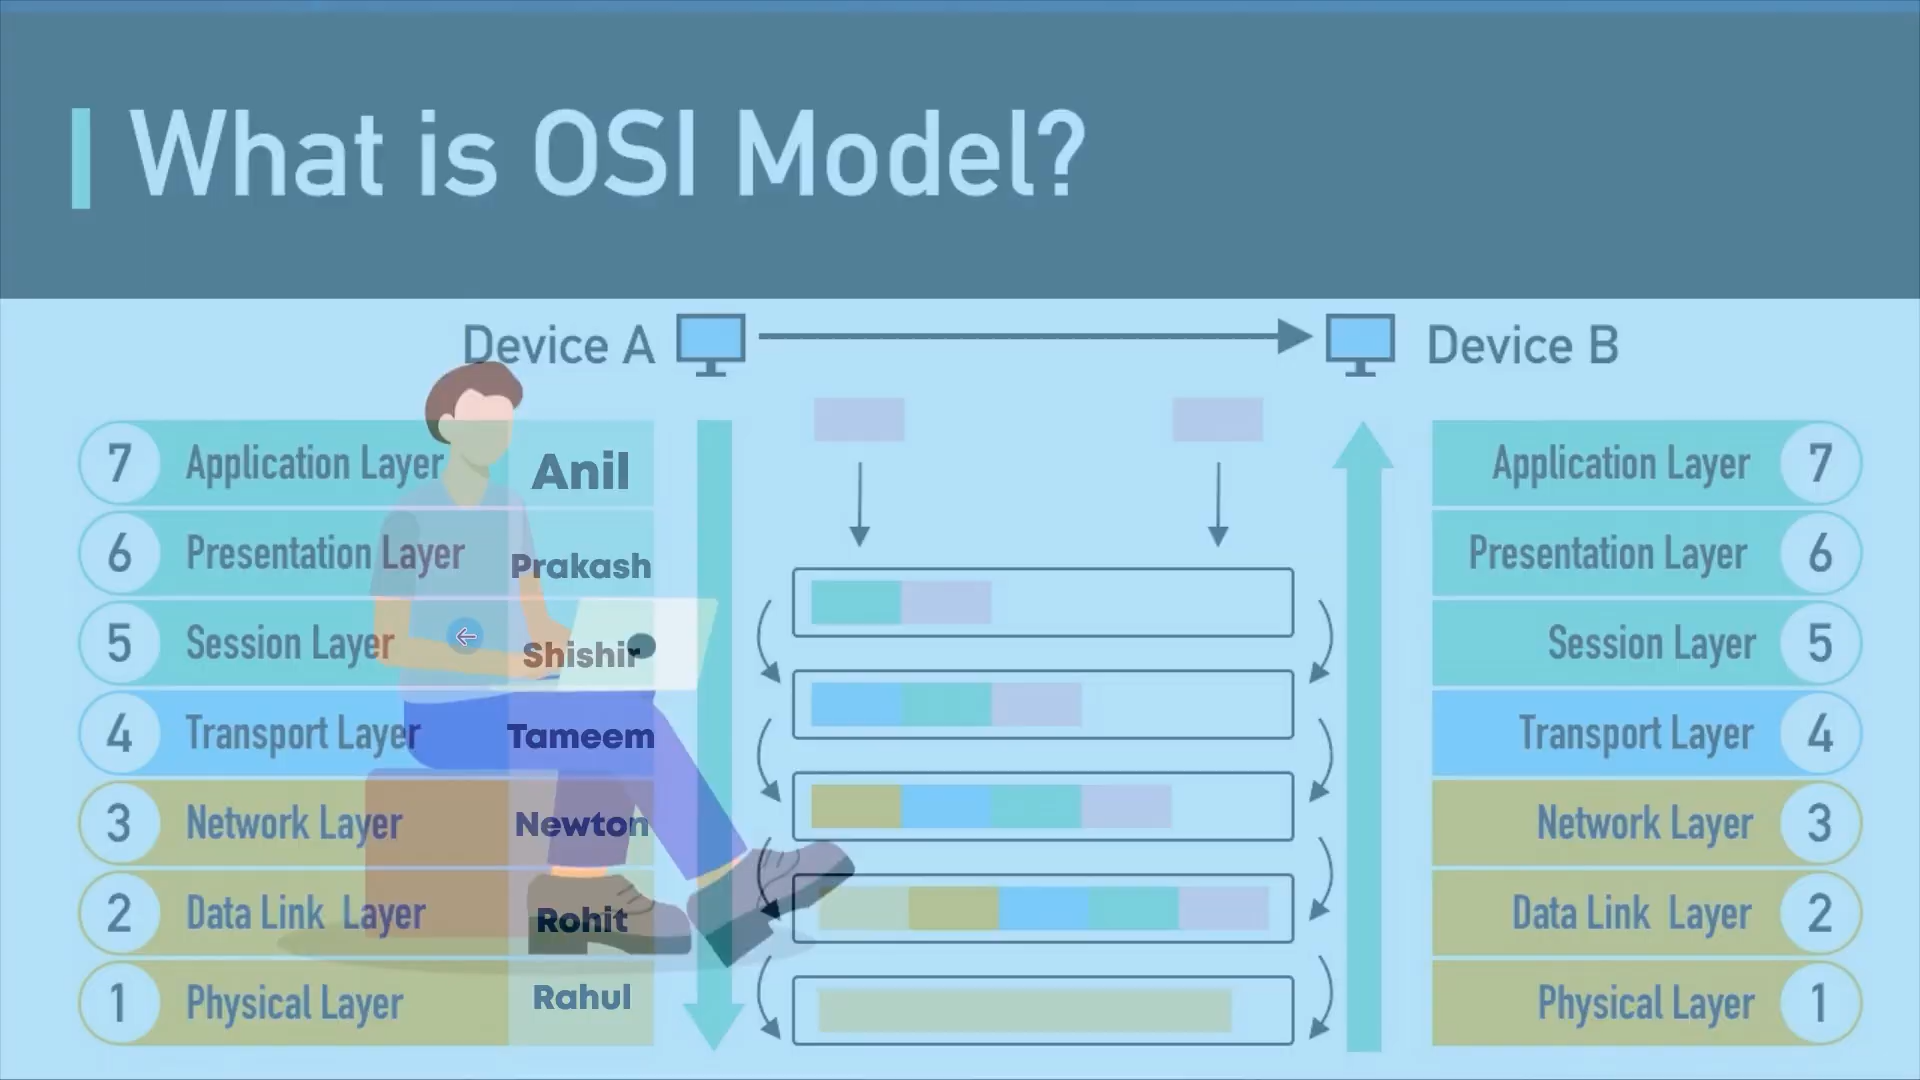 What is OSI Model?
Device A
Device B
7 Application Layer Anil
6 Presentation Layer Prakash
5 Session Layer Shishir
4 Transport Layer Tameem
3 Network Layer Newton
2 Data Link Layer Rohit
1 Physical Layer Rahul
Application Layer 7
Presentation Layer 6
Session Layer 5
Transport Layer 4
Network Layer 3
Data Link Layer 2
Physical Layer 1